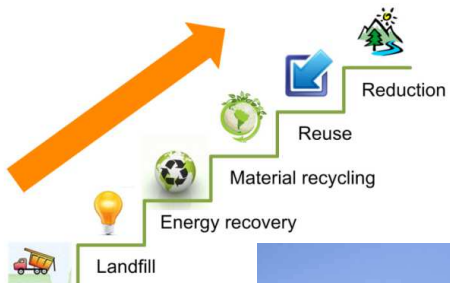 Reduction
Reuse
Material recycling
Energy recovery
Landfill